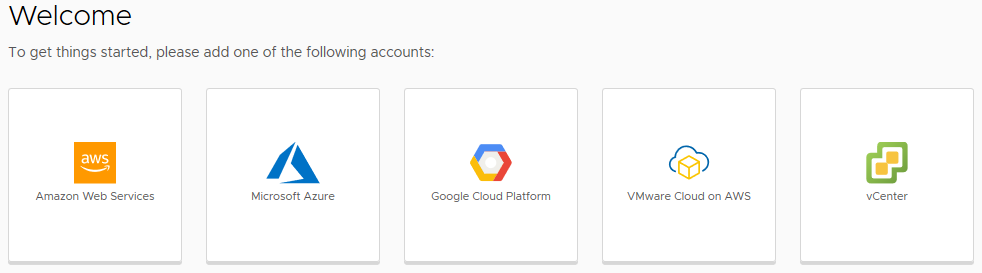 Welcome
To get things started, please add one of the following accounts:
aws
Amazon Web Services
Microsoft Azure
Google Cloud Platform
VMware Cloud on AWS
vCenter